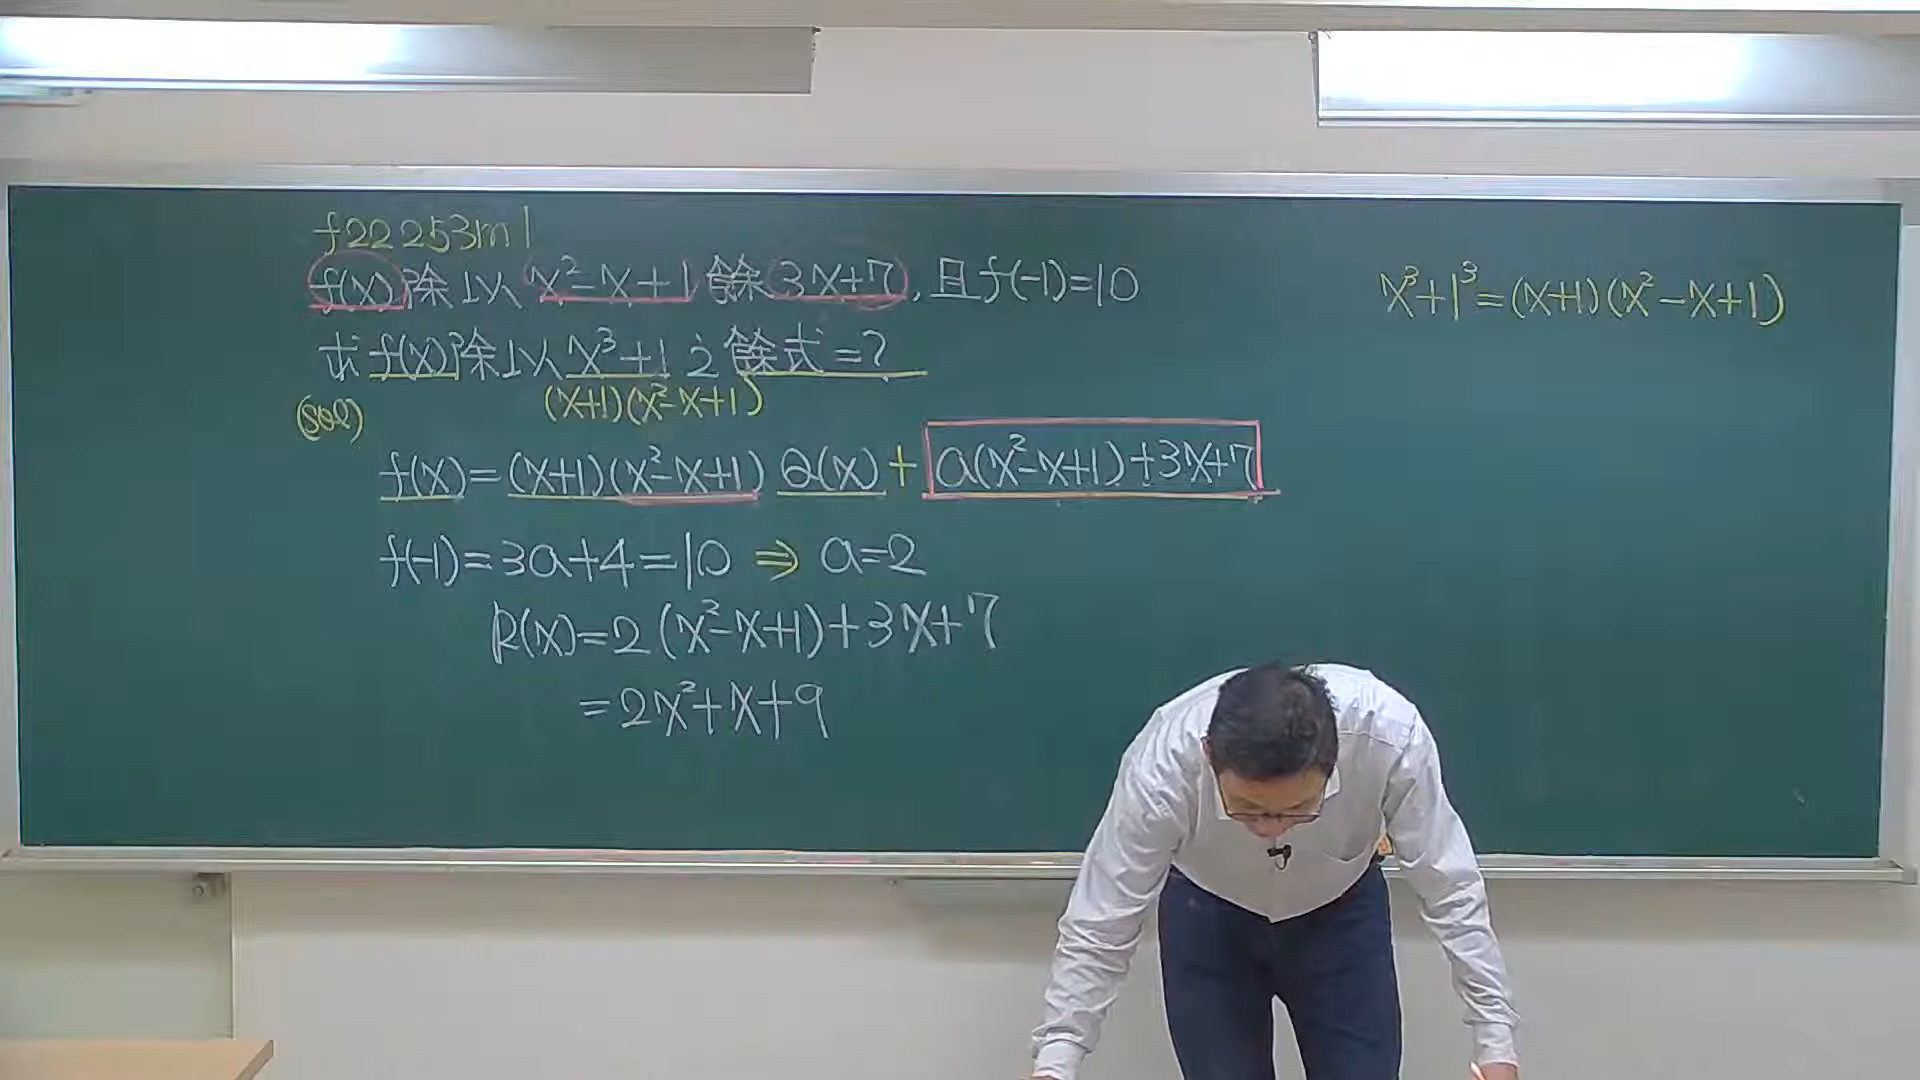 f22253m1
f(x)除以x²-x+1餘3x+7,且f(-1)=10
求f(x)除以x³+1之餘式=?
(x+1)(x²-x+1)
(sol)
f(x)=(x+1)(x²-x+1)Q(x)+a(x²-x+1)+3x+7
f(-1)=3a+4=10⇒a=2
R(x)=2(x²-x+1)+3x+7
=2x²+x+9
x³+1³=(x+1)(x²-x+1)